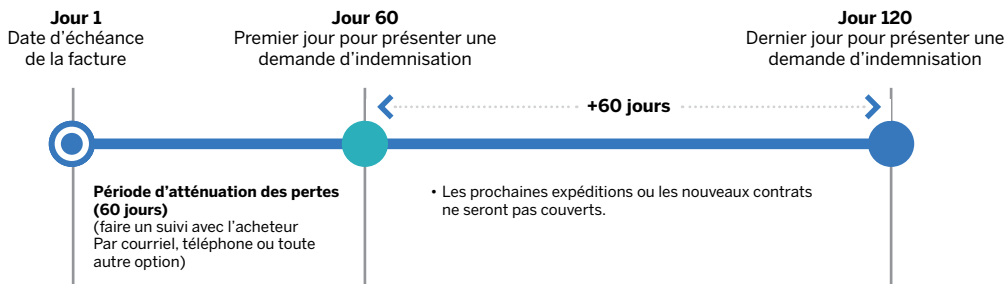 Jour 1
Date d'échéance
de la facture
Jour 60
Premier jour pour présenter une
demande d'indemnisation
Jour 120
Dernier jour pour présenter une
demande d'indemnisation
+60 jours
Période d'atténuation des pertes
(60 jours)
(faire un suivi avec l'acheteur
Par courriel, téléphone ou toute
autre option)
• Les prochaines expéditions ou les nouveaux contrats
ne seront pas couverts.